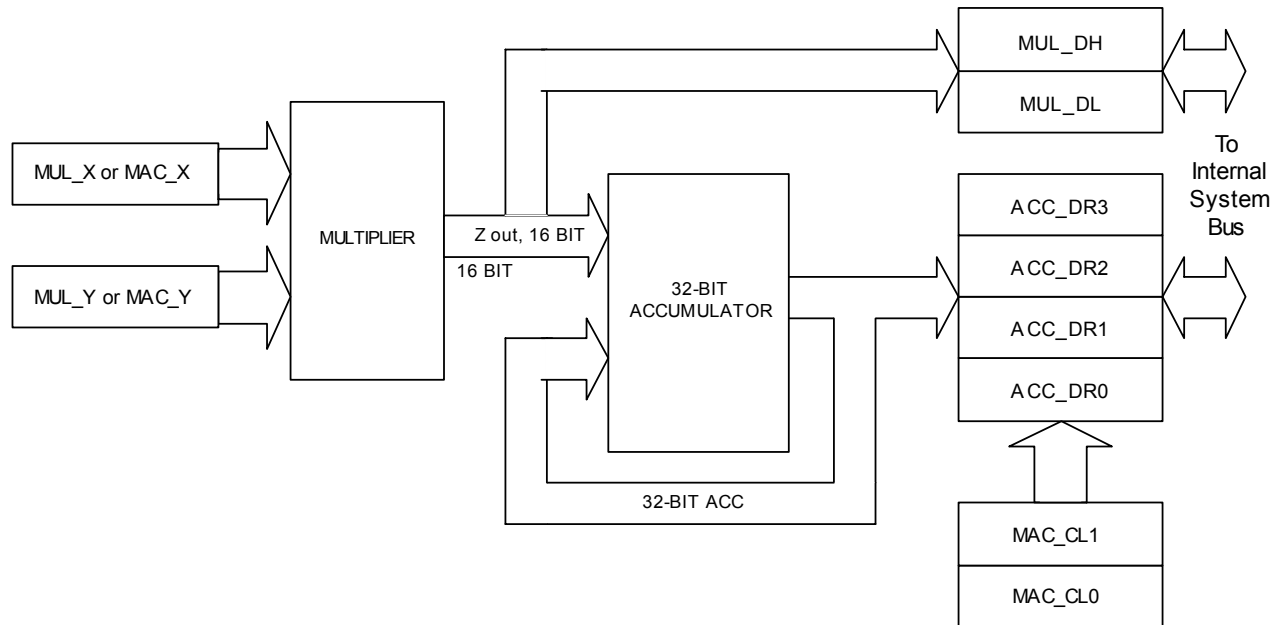 MUL_X or MAC_X
MUL_Y or MAC_Y
MULTIPLIER
Z out, 16 BIT
16 BIT
32-BIT
ACCUMULATOR
32-BIT ACC
MUL_DH
MUL_DL
To
Internal
System
Bus
ACC_DR3
ACC_DR2
ACC_DR1
ACC_DR0
MAC_CL1
MAC_CL0